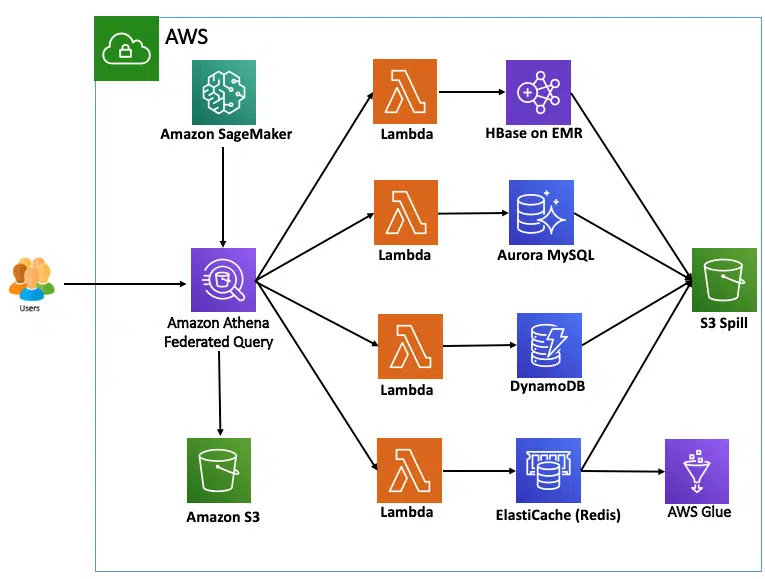 AWS
Amazon SageMaker
Lambda
HBase on EMR
Lambda
Aurora MySQL
Users
Amazon Athena
Federated Query
S3 Spill
Lambda
DynamoDB
Amazon S3
Lambda
ElastiCache (Redis)
AWS Glue